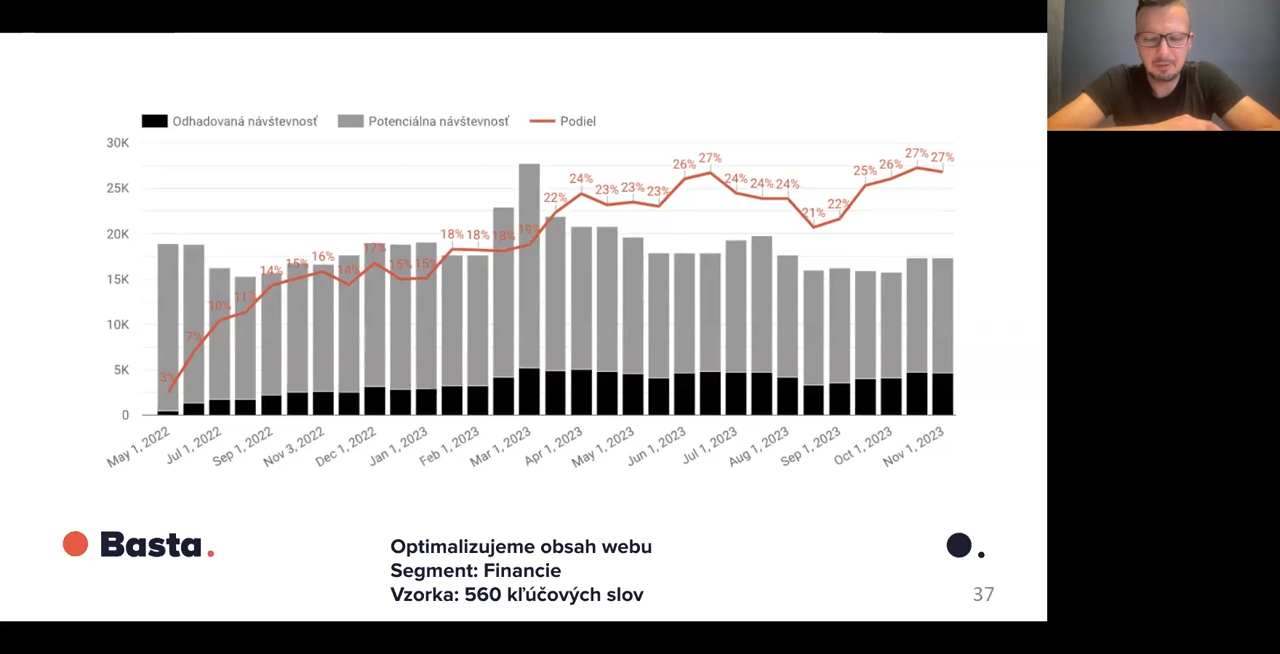 Odhadovaná návštevnosť Potenciálna návštevnosť Podiel
30K
25K
20K
15K
10K
5K
0
3% 7% 10% 11% 14% 15% 16% 14% 17% 15% 15% 18% 18% 18% 19% 22% 24% 23% 23% 23% 26% 27% 24% 24% 24% 21% 22% 25% 26% 27% 27%
May 1, 2022 Jul 1, 2022 Sep 1, 2022 Nov 3, 2022 Dec 1, 2022 Jan 1, 2023 Feb 1, 2023 Mar 1, 2023 Apr 1, 2023 May 1, 2023 Jun 1, 2023 Jul 1, 2023 Aug 1, 2023 Sep 1, 2023 Oct 1, 2023 Nov 1, 2023
Basta.
Optimalizujeme obsah webu
Segment: Financie
Vzorka: 560 kľúčových slov
37